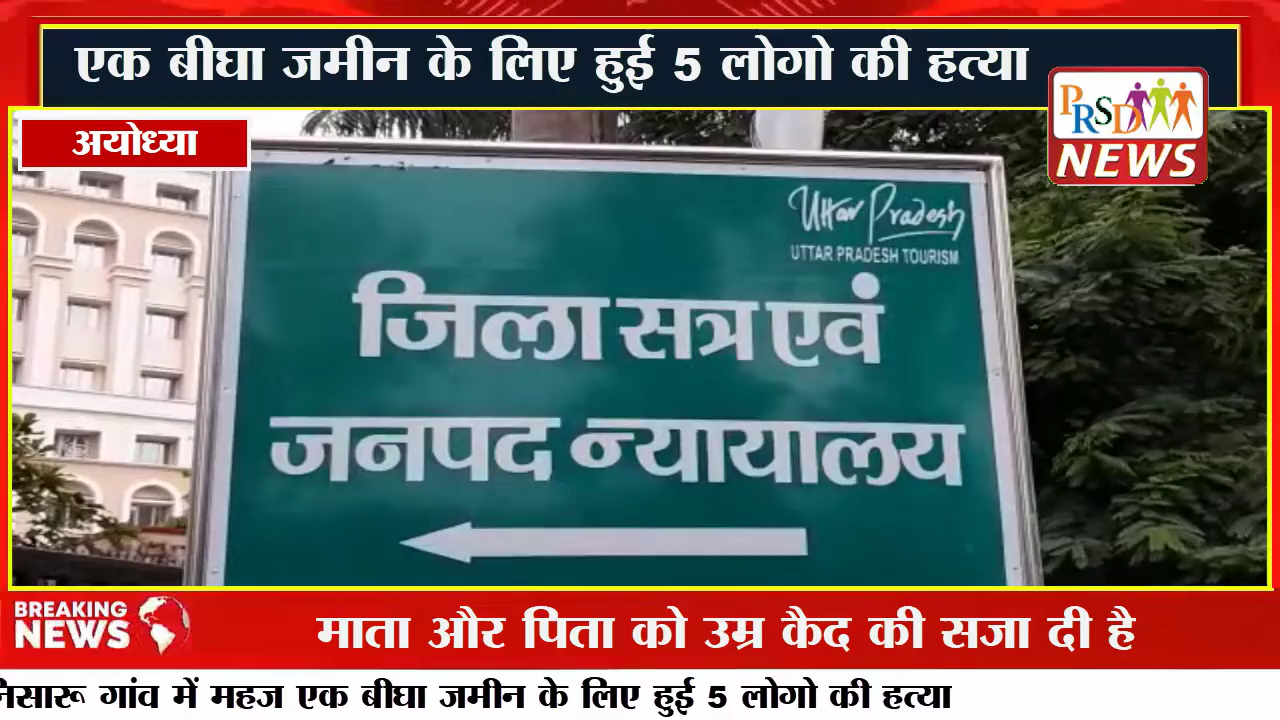 एक बीघा जमीन के लिए हुई 5 लोगो की हत्या
PRSD
NEWS
अयोध्या
Uttar Pradesh
UTTAR PRADESH TOURISM
जिला सत्र एवं
जनपद न्यायालय
BREAKING
NEWS
माता और पिता को उम्र कैद की सजा दी है
गांव में महज एक बीघा जमीन के लिए हुई 5 लोगो की हत्या